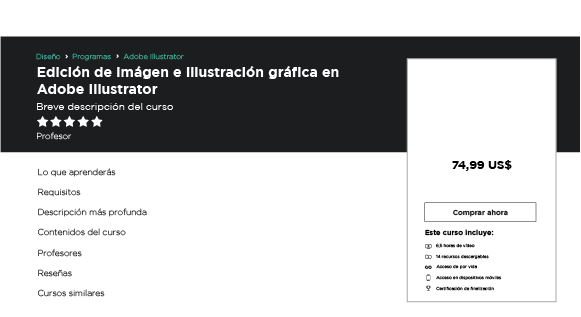 Diseño > Programas > Adobe Illustrator
Edición de imágen e illustración gráfica en
Adobe Illustrator
Breve descripción del curso
Profesor
Lo que aprenderás
Requisitos
Descripción más profunda
Contenidos del curso
Profesores
Reseñas
Cursos similares
74,99 US$
Comprar ahora
Este curso incluye:
6,5 horas de vídeo
14 recursos descargables
Acceso de por vida
Acceso en dispositivos móviles
Certificación de finalización